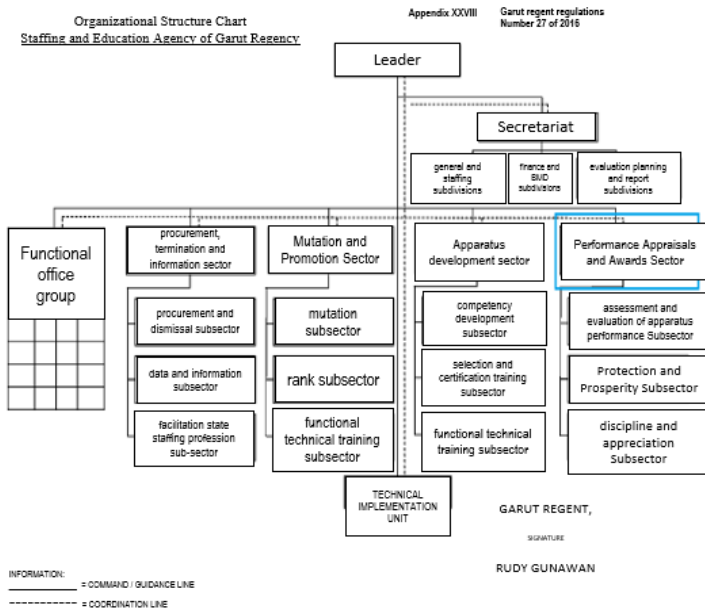 Organizational Structure Chart
Staffing and Education Agency of Garut Regency
Appendix XXVIII
Garut regent regulations
Number 27 of 2016
Leader
Secretariat
general and
staffing
subdivisions
finance and
BMD
subdivisions
evaluation planning
and report
subdivisions
Functional
office
group
procurement,
termination and
information sector
Mutation and
Promotion Sector
Apparatus
development sector
Performance Appraisals
and Awards Sector
procurement and
dismissal subsector
mutation
subsector
competency
development
subsector
assessment and
evaluation of apparatus
performance Subsector
data and information
subsector
rank subsector
selection and
certification training
subsector
Protection and
Prosperity Subsector
facilitation state
staffing profession
sub-sector
functional
technical training
subsector
functional technical
training subsector
discipline and
appreciation
Subsector
TECHNICAL
IMPLEMENTATION
UNIT
GARUT REGENT,
SIGNATURE
RUDY GUNAWAN
INFORMATION:
= COMMAND / GUIDANCE LINE
= COORDINATION LINE